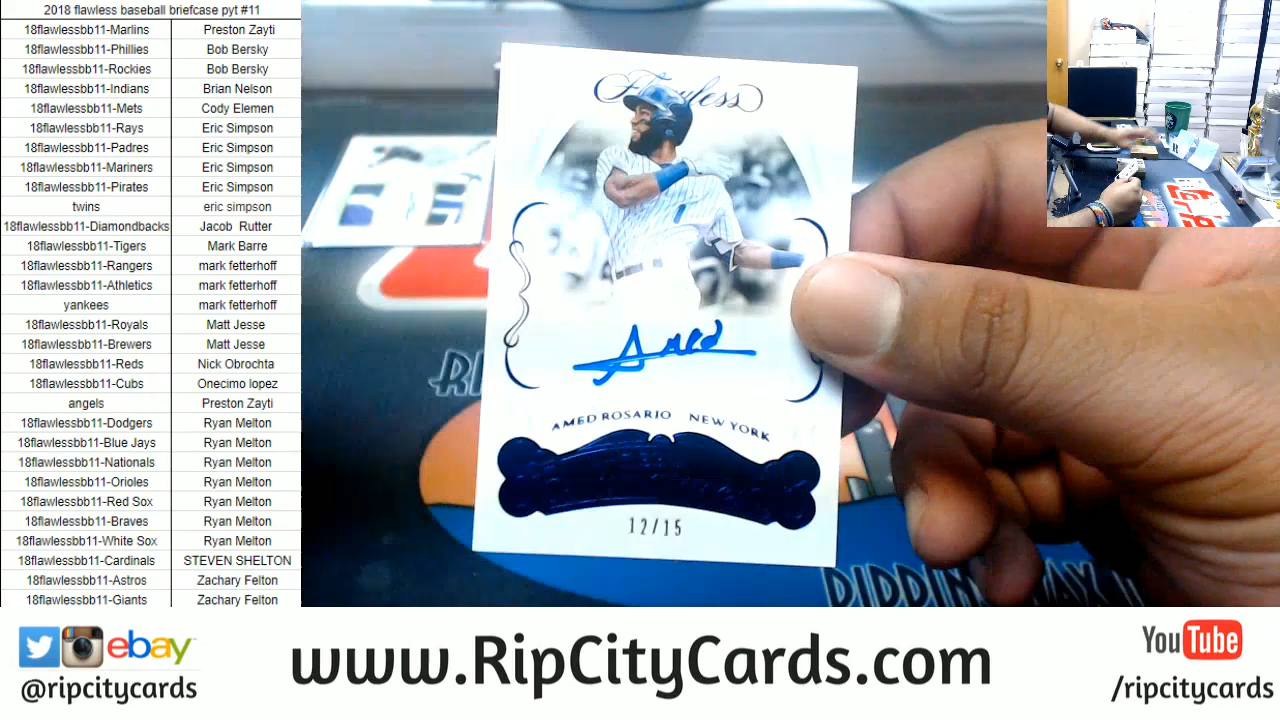 2018 flawless baseball briefcase pyt #11
18flawlessbb11-Marlins Preston Zayti
18flawlessbb11-Phillies Bob Bersky
18flawlessbb11-Rockies Bob Bersky
18flawlessbb11-Indians Brian Nelson
18flawlessbb11-Mets Cody Elemen
18flawlessbb11-Rays Eric Simpson
18flawlessbb11-Padres Eric Simpson
18flawlessbb11-Mariners Eric Simpson
18flawlessbb11-Pirates Eric Simpson
twins eric simpson
18flawlessbb11-Diamondbacks Jacob Rutter
18flawlessbb11-Tigers Mark Barre
18flawlessbb11-Rangers mark fetterhoff
18flawlessbb11-Athletics mark fetterhoff
yankees mark fetterhoff
18flawlessbb11-Royals Matt Jesse
18flawlessbb11-Brewers Matt Jesse
18flawlessbb11-Reds Nick Obrochta
18flawlessbb11-Cubs Onecimo lopez
angels Preston Zayti
18flawlessbb11-Dodgers Ryan Melton
18flawlessbb11-Blue Jays Ryan Melton
18flawlessbb11-Nationals Ryan Melton
18flawlessbb11-Orioles Ryan Melton
18flawlessbb11-Red Sox Ryan Melton
18flawlessbb11-Braves Ryan Melton
18flawlessbb11-White Sox Ryan Melton
18flawlessbb11-Cardinals STEVEN SHELTON
18flawlessbb11-Astros Zachary Felton
18flawlessbb11-Giants Zachary Felton
Flawless
Amed
AMED ROSARIO NEW YORK
12/15
ebay
@ripcitycards
www.RipCityCards.com
YouTube
/ripcitycards